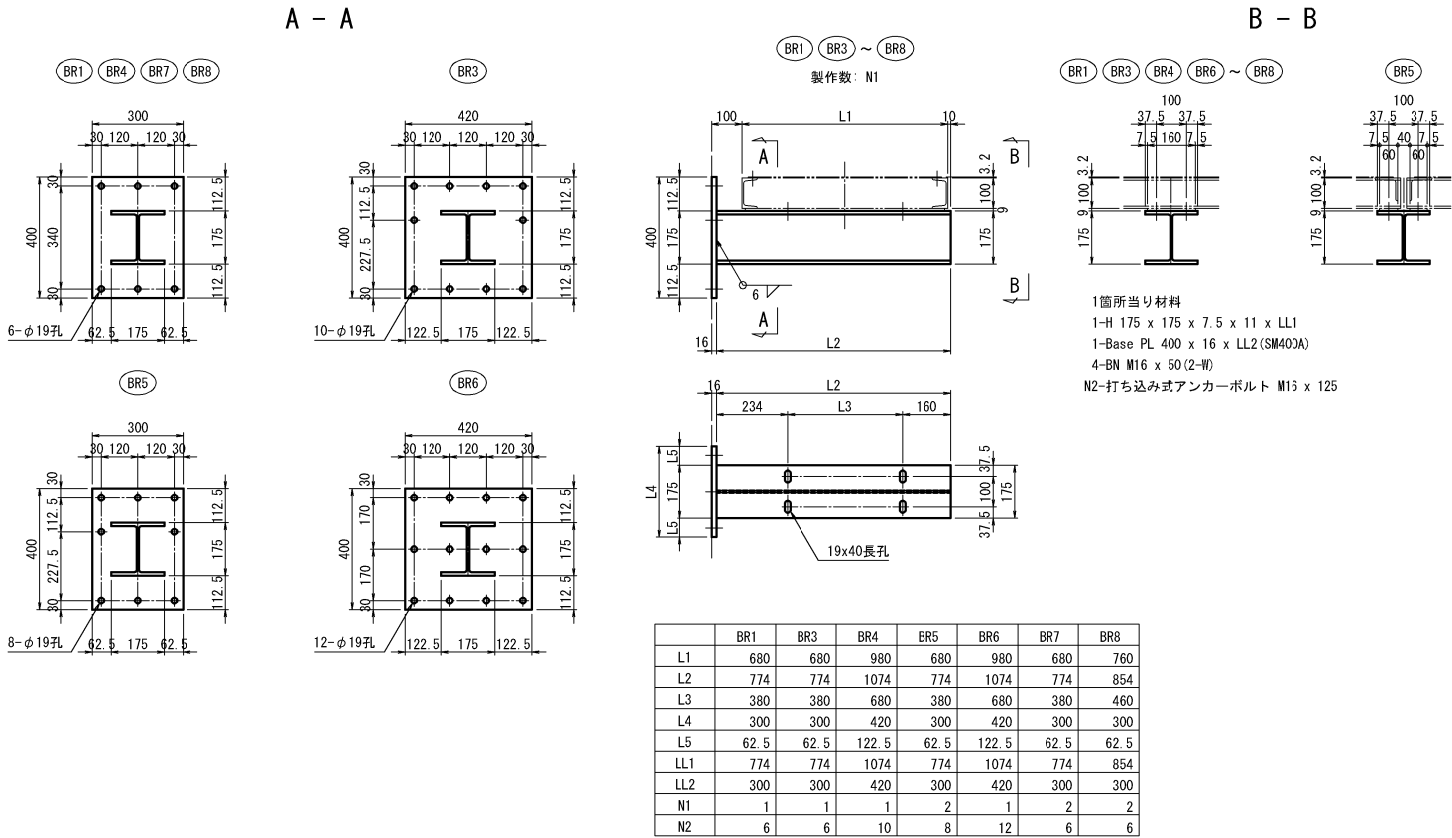 A - A
BR1 BR4 BR7 BR8
300
30 120 120 30
30
340
30
400
112.5
175
112.5
6-φ19孔
62.5 175 62.5
BR3
420
30 120 120 120 30
30
112.5
227.5
30
400
112.5
175
112.5
10-φ19孔
122.5 175 122.5
BR5
300
30 120 120 30
30
112.5
227.5
30
400
112.5
175
112.5
8-φ19孔
62.5 175 62.5
BR6
420
30 120 120 120 30
30
170
170
30
400
112.5
175
112.5
12-φ19孔
122.5 175 122.5
BR1 BR3 ~ BR8
製作数: N1
100 L1 10
A B
3.2
100
9
175
112.5
175
112.5
400
6
A B
16 L2
16 L2
234 L3 160
L5
175
L5
L4
37.5
100
37.5
175
19x40長孔
B - B
BR1 BR3 BR4 BR6 ~ BR8
100
37.5 37.5
7.5 160 7.5
3.2
100
9
175
BR5
100
37.5 37.5
7.5 40 7.5
60 60
3.2
100
9
175
1箇所当り材料
1-H 175 x 175 x 7.5 x 11 x LL1
1-Base PL 400 x 16 x LL2(SM400A)
4-BN M16 x 50(2-W)
N2-打ち込み式アンカーボルト M16 x 125
BR1 BR3 BR4 BR5 BR6 BR7 BR8
L1 680 680 980 680 980 680 760
L2 774 774 1074 774 1074 774 854
L3 380 380 680 380 680 380 460
L4 300 300 420 300 420 300 300
L5 62.5 62.5 122.5 62.5 122.5 62.5 62.5
LL1 774 774 1074 774 1074 774 854
LL2 300 300 420 300 420 300 300
N1 1 1 1 2 1 2 2
N2 6 6 10 8 12 6 6